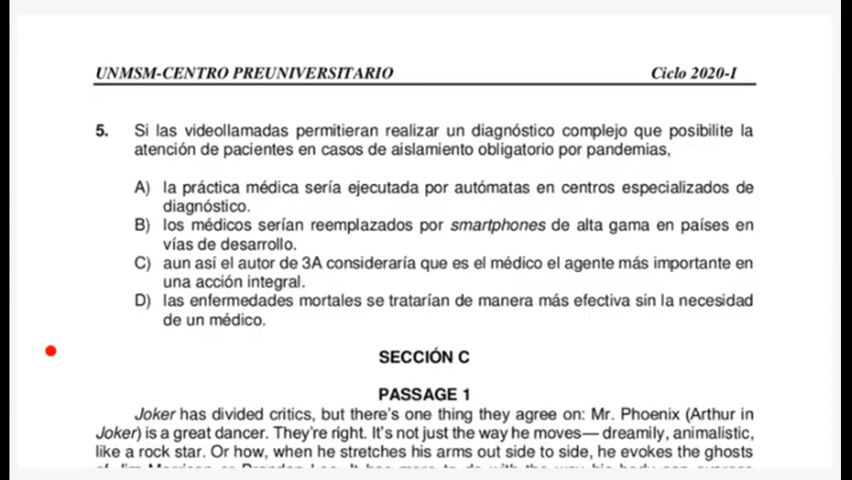 UNMSM-CENTRO PREUNIVERSITARIO Ciclo 2020-I
5. Si las videollamadas permitieran realizar un diagnóstico complejo que posibilite la
atención de pacientes en casos de aislamiento obligatorio por pandemias,
A) la práctica médica sería ejecutada por autómatas en centros especializados de
diagnóstico.
B) los médicos serían reemplazados por smartphones de alta gama en países en
vías de desarrollo.
C) aun así el autor de 3A consideraría que es el médico el agente más importante en
una acción integral.
D) las enfermedades mortales se tratarían de manera más efectiva sin la necesidad
de un médico.
SECCIÓN C
PASSAGE 1
Joker has divided critics, but there's one thing they agree on: Mr. Phoenix (Arthur in
Joker) is a great dancer. They're right. It's not just the way he moves— dreamily, animalistic,
like a rock star. Or how, when he stretches his arms out side to side, he evokes the ghosts